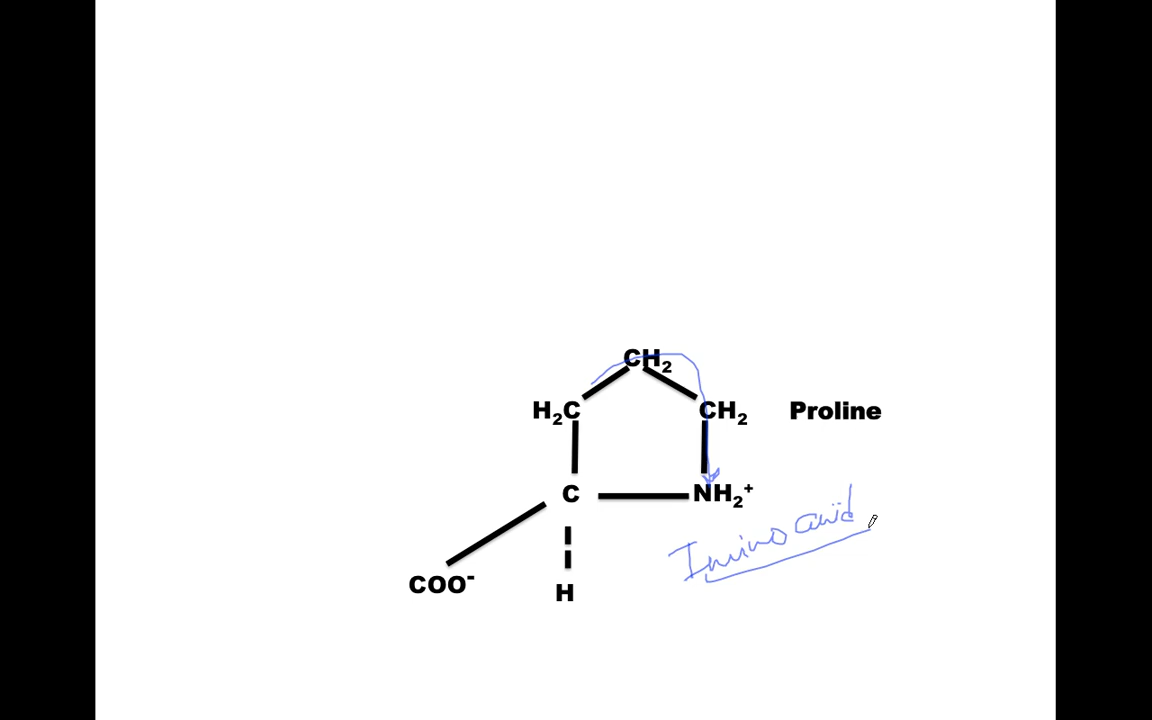 CH₂
H₂C
CH₂
Proline
C
NH₂⁺
Imino acid
COO⁻
H